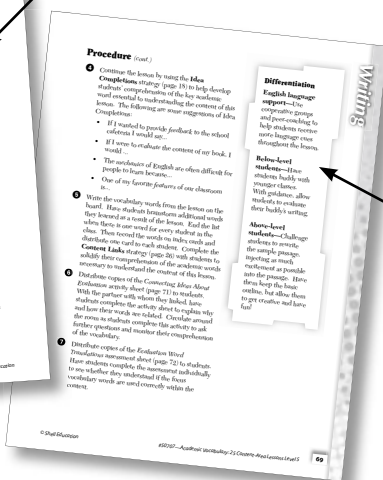 Procedure (cont.)
4 Continue the lesson by using the Idea
Completions strategy (page 18) to help develop
students' comprehension of the key academic
word essential to understanding the content of this
lesson. The following are some suggestions of Idea
Completions:
• If I wanted to provide feedback to the school
cafeteria I would say...
• If I were to evaluate the content of my book, I
would ...
• The mechanics of English are often difficult for
people to learn because...
• One of my favorite features of our classroom
is...
5 Write the vocabulary words from the lesson on the
board. Have students brainstorm additional words
they learned as a result of the lesson. End the list
when there is one word for every student in the
class. Then record the words on index cards and
distribute one card to each student. Complete the
Content Links strategy (page 26) with students to
solidify their comprehension of the academic words
necessary to understand the content of this lesson.
6 Distribute copies of the Connecting Ideas About
Evaluation activity sheet (page 71) to students.
With the partner with whom they linked, have
students complete the activity sheet to explain why
and how their words are related. Circulate around
the room as students complete this activity to ask
further questions and monitor their comprehension
of the vocabulary.
7 Distribute copies of the Evaluation Word
Translations assessment sheet (page 72) to students.
Have students complete the assessment individually
to see whether they understand if the focus
vocabulary words are used correctly within the
content.
Differentiation
English language
support—Use
cooperative groups
and peer-coaching to
help students receive
more language cues
throughout the lesson.
Below-level
students—Have
students buddy with
younger classes.
With guidance, allow
students to evaluate
their buddy's writing.
Above-level
students—Challenge
students to rewrite
the sample passage,
injecting as much
excitement as possible
into the passage. Have
them keep the basic
outline, but allow them
to get creative and have
fun!
Writing
© Shell Education
#50707—Academic Vocabulary: 25 Content-Area Lessons Level 5
69